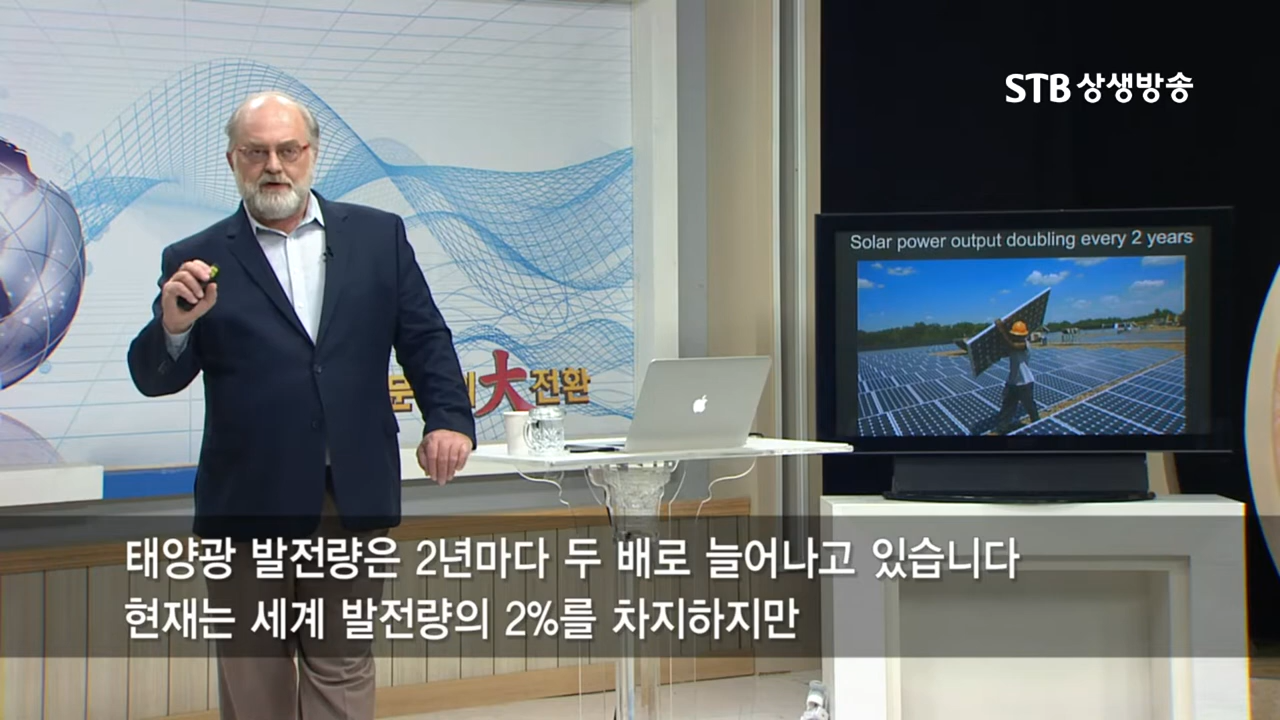 STB 상생방송
Solar power output doubling every 2 years
大전환
태양광 발전량은 2년마다 두 배로 늘어나고 있습니다
현재는 세계 발전량의 2%를 차지하지만